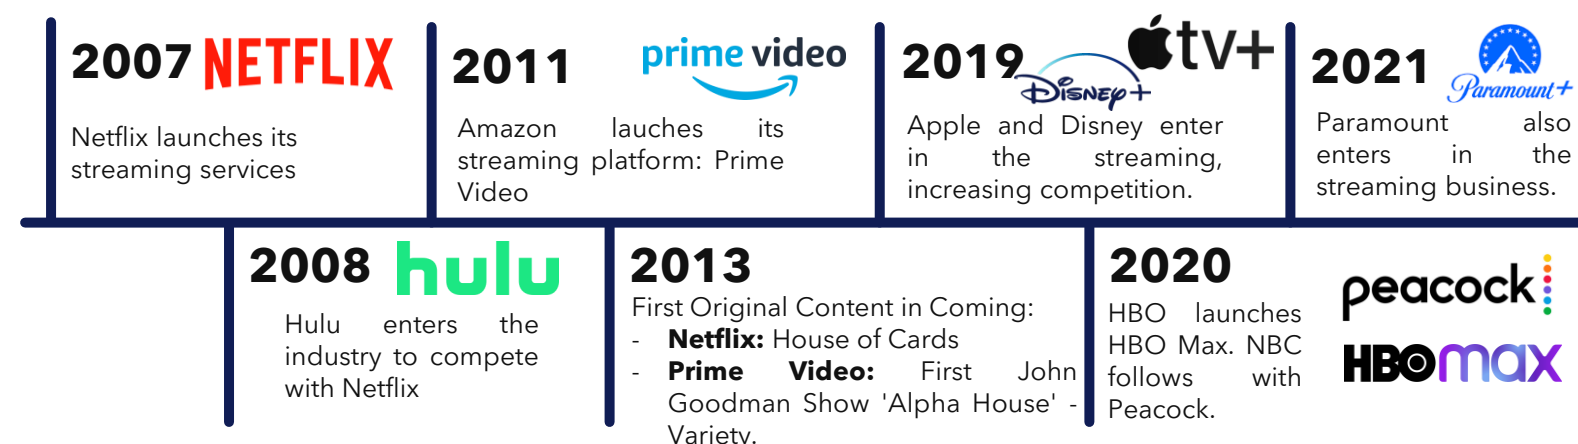 2007 NETFLIX
Netflix launches its
streaming services
2011 prime video
Amazon lauches its
streaming platform: Prime
Video
2019 Disney+ tv+
Apple and Disney enter
in the streaming,
increasing competition.
2021 Paramount+
Paramount also
enters in the
streaming business.
2008 hulu
Hulu enters the
industry to compete
with Netflix
2013
First Original Content in Coming:
- Netflix: House of Cards
- Prime Video: First John
Goodman Show 'Alpha House' -
Variety.
2020
HBO launches
HBO Max. NBC
follows with
Peacock.
peacock
HBOmax